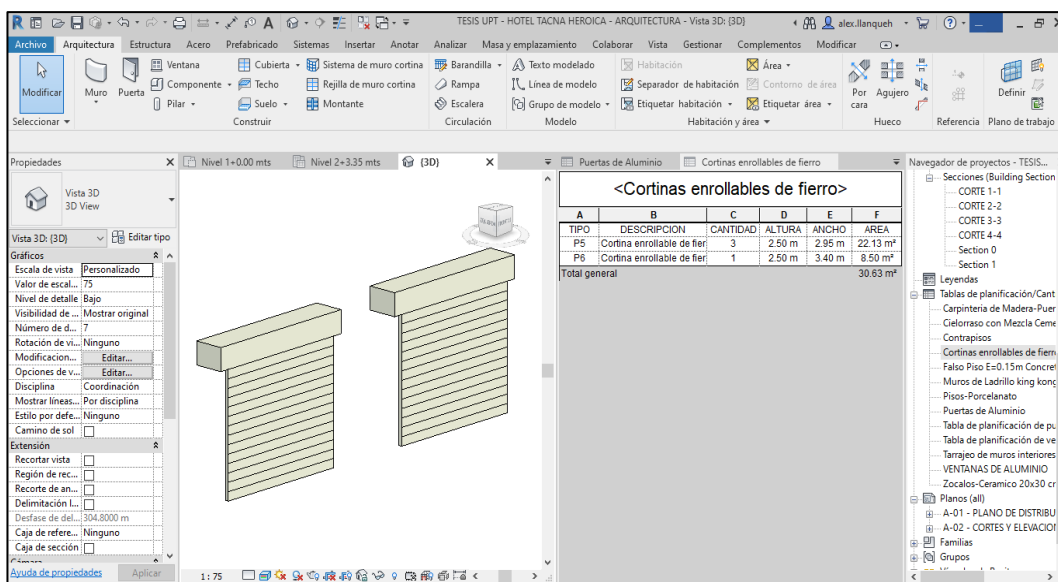 TESIS UPT - HOTEL TACNA HEROICA - ARQUITECTURA - Vista 3D: {3D}
alex.llanqueh
Archivo Arquitectura Estructura Acero Prefabricado Sistemas Insertar Anotar Analizar Masa y emplazamiento Colaborar Vista Gestionar Complementos Modificar
Modificar
Muro
Puerta
Ventana
Componente
Pilar
Cubierta
Techo
Suelo
Sistema de muro cortina
Rejilla de muro cortina
Montante
Barandilla
Rampa
Escalera
Texto modelado
Línea de modelo
Grupo de modelo
Habitación
Separador de habitación
Etiquetar habitación
Área
Contorno de área
Etiquetar área
Por cara
Agujero
Definir
Seleccionar
Construir
Circulación
Modelo
Habitación y área
Hueco
Referencia
Plano de trabajo
Propiedades
Nivel 1+0.00 mts
Nivel 2+3.35 mts
{3D}
Puertas de Aluminio
Cortinas enrollables de fierro
Navegador de proyectos - TESIS...
Vista 3D
3D View
Vista 3D: {3D}
Editar tipo
Gráficos
Escala de vista Personalizado
Valor de escal... 75
Nivel de detalle Bajo
Visibilidad de ... Mostrar original
Número de d... 7
Rotación de vi... Ninguno
Modificacion... Editar...
Opciones de v... Editar...
Disciplina Coordinación
Mostrar líneas... Por disciplina
Estilo por defe... Ninguno
Camino de sol
Extensión
Recortar vista
Región de rec...
Recorte de an...
Delimitación l...
Desfase de del... 304.8000 m
Caja de refere... Ninguno
Caja de sección
Cámara
Ayuda de propiedades
Aplicar
1 : 75
<Cortinas enrollables de fierro>
A B C D E F
TIPO DESCRIPCION CANTIDAD ALTURA ANCHO AREA
P5 Cortina enrollable de fier 3 2.50 m 2.95 m 22.13 m²
P6 Cortina enrollable de fier 1 2.50 m 3.40 m 8.50 m²
Total general 30.63 m²
Secciones (Building Section
CORTE 1-1
CORTE 2-2
CORTE 3-3
CORTE 4-4
Section 0
Section 1
Leyendas
Tablas de planificación/Cant
Carpinteria de Madera-Puer
Cielorraso con Mezcla Ceme
Contrapisos
Cortinas enrollables de fierro
Falso Piso E=0.15m Concret
Muros de Ladrillo king kong
Pisos-Porcelanato
Puertas de Aluminio
Tabla de planificación de pu
Tabla de planificación de ve
Tarrajeo de muros interiores
VENTANAS DE ALUMINIO
Zocalos-Ceramico 20x30 cr
Planos (all)
A-01 - PLANO DE DISTRIBU
A-02 - CORTES Y ELEVACION
Familias
Grupos